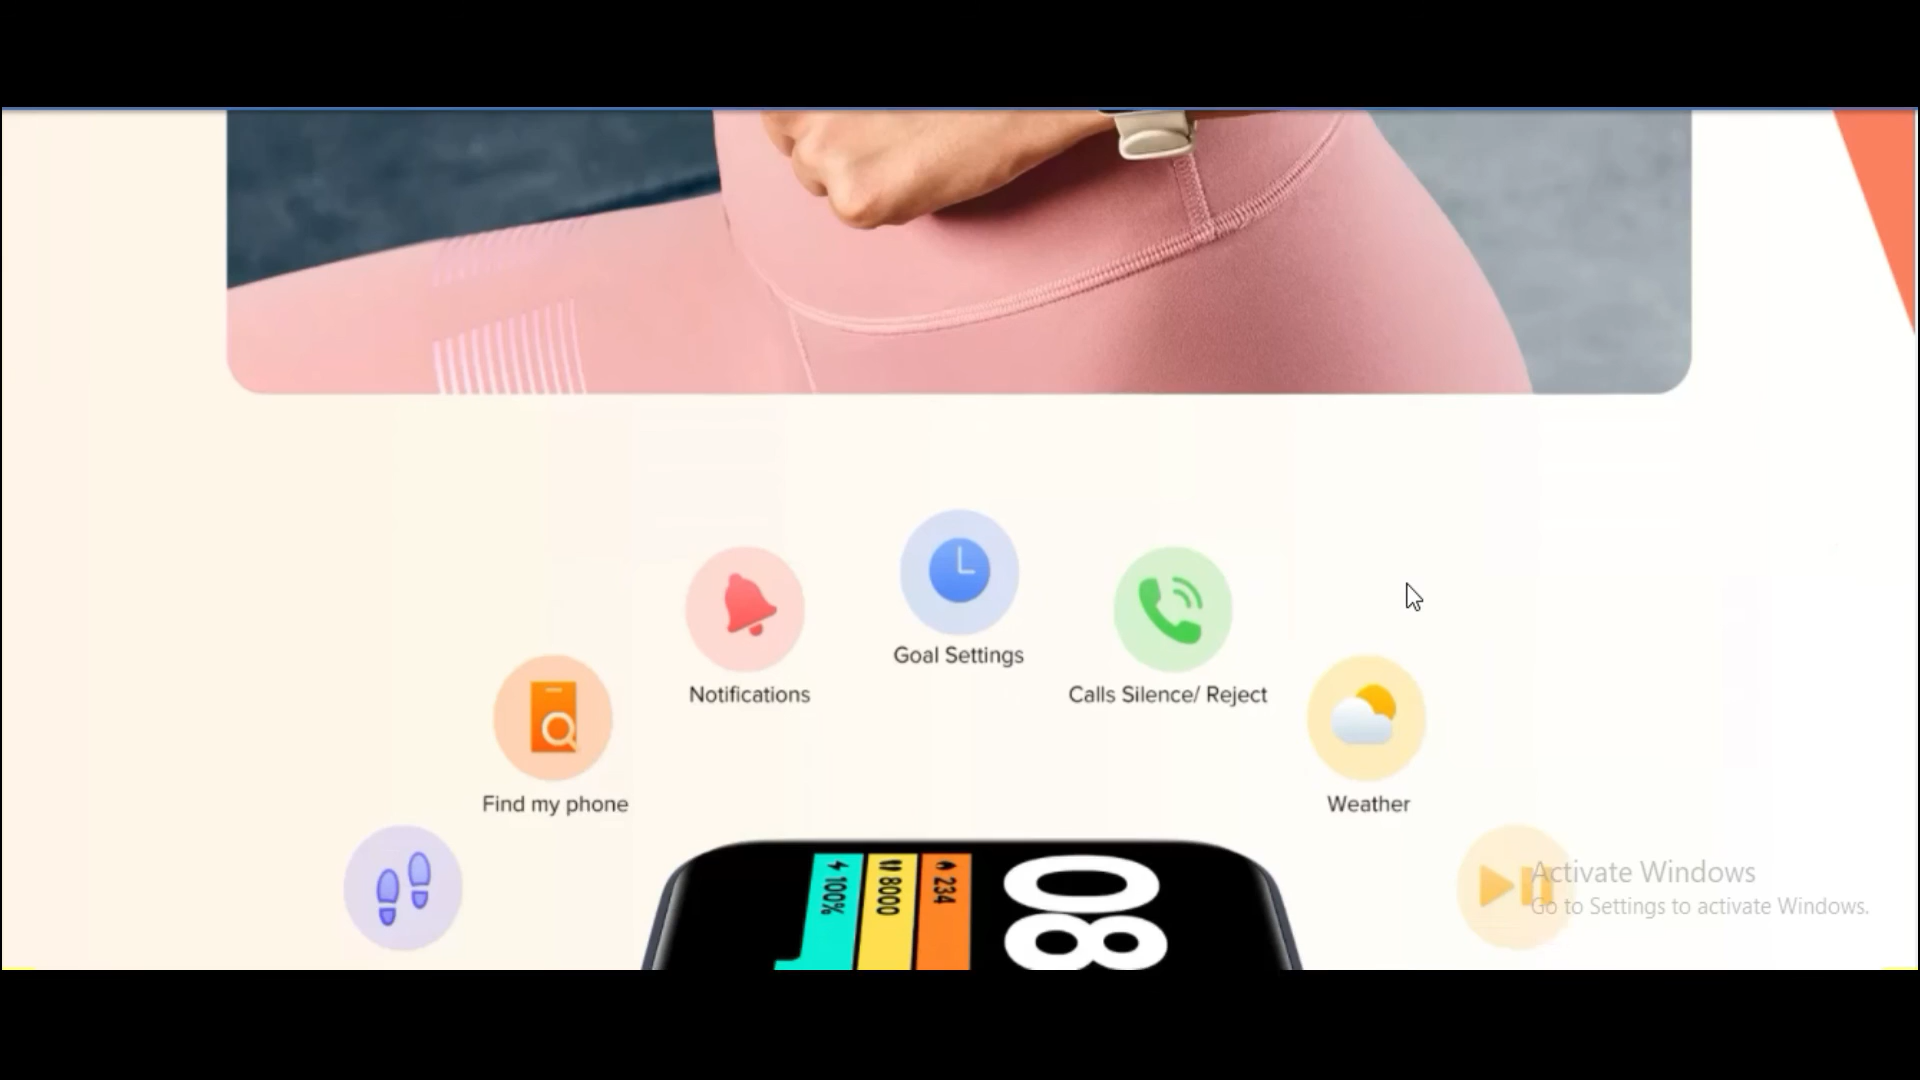 Goal Settings
Notifications
Calls Silence/ Reject
Find my phone
Weather
100%
8000
234
08
Activate Windows
Go to Settings to activate Windows.